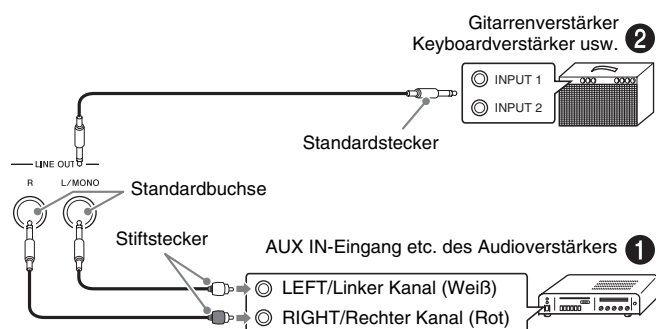 Gitarrenverstärker
Keyboardverstärker usw. 2
INPUT 1
INPUT 2
Standardstecker
LINE OUT
R L/MONO
Standardbuchse
Stiftstecker
AUX IN-Eingang etc. des Audioverstärkers 1
LEFT/Linker Kanal (Weiß)
RIGHT/Rechter Kanal (Rot)